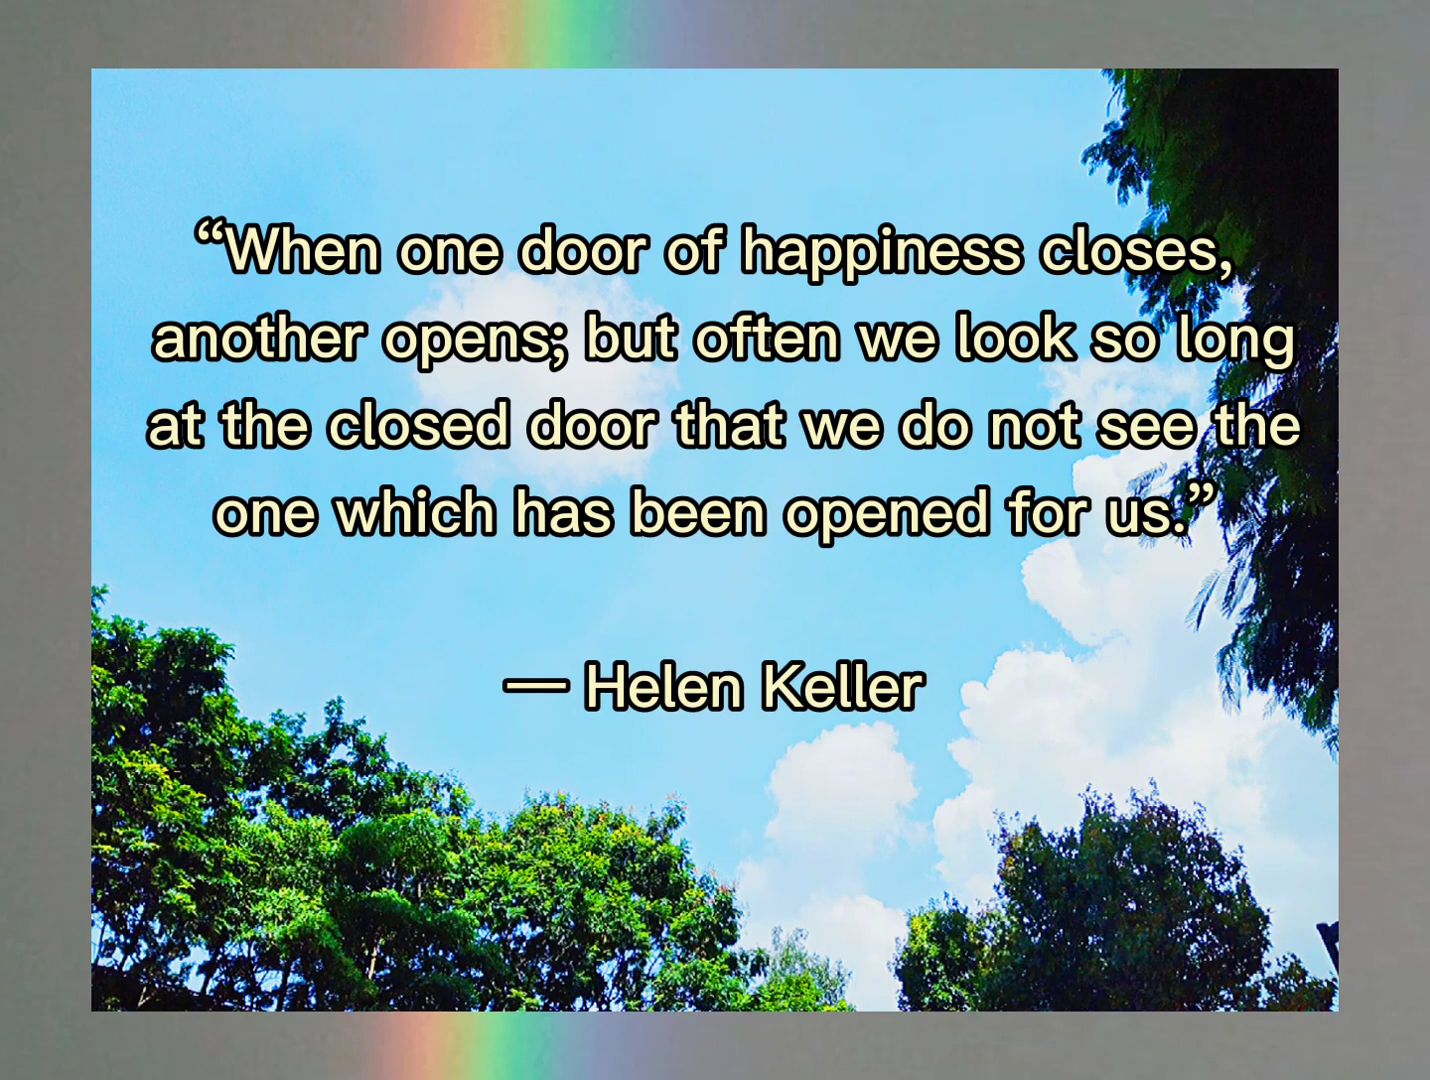 “When one door of happiness closes,
another opens; but often we look so long
at the closed door that we do not see the
one which has been opened for us.”
— Helen Keller